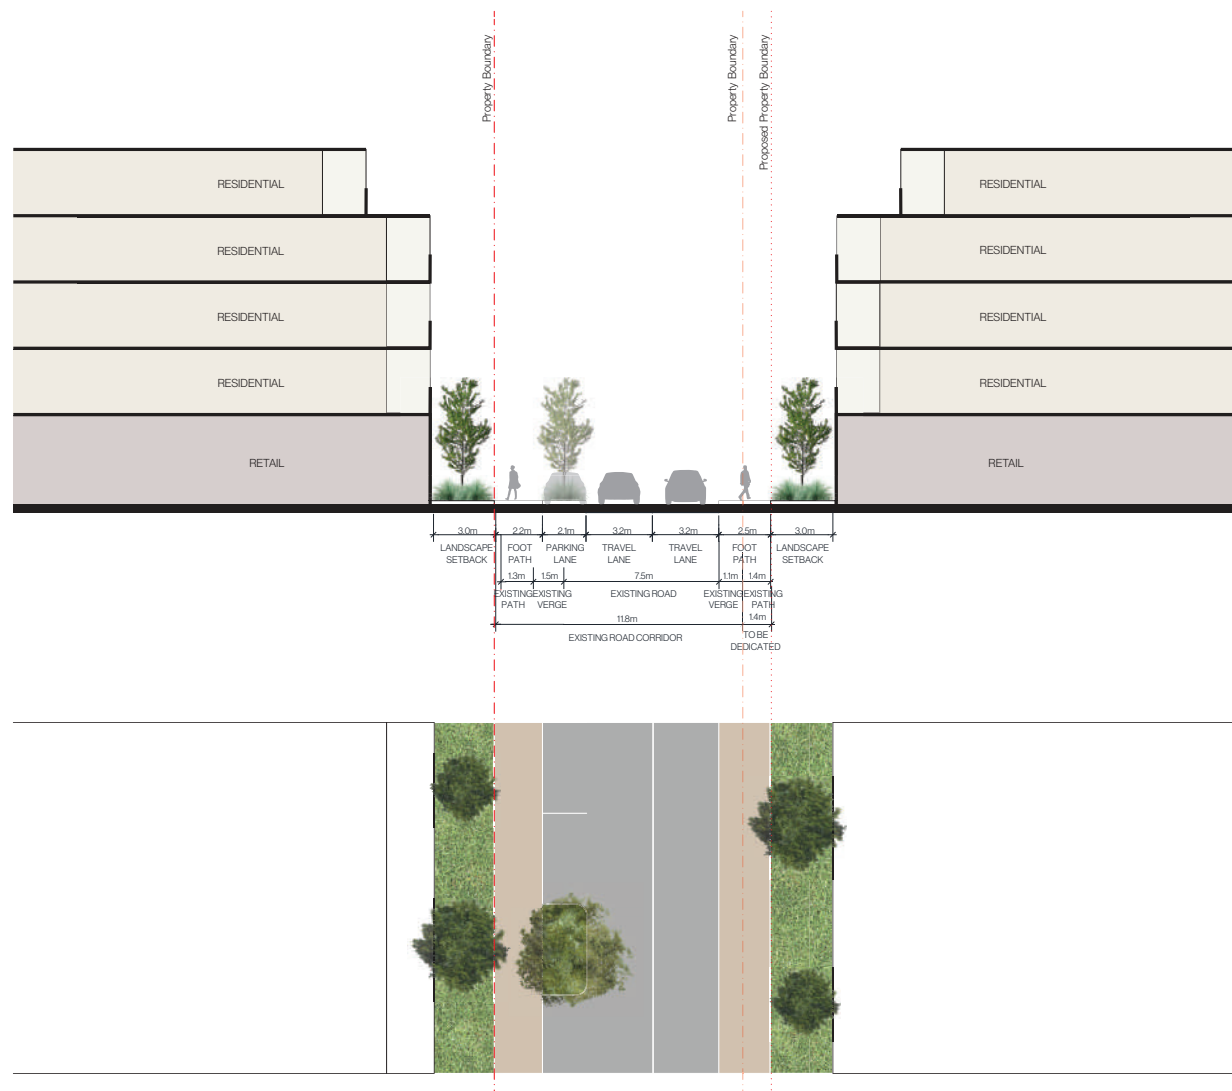 Property Boundary
Property Boundary
Proposed Property Boundary
RESIDENTIAL
RESIDENTIAL
RESIDENTIAL
RESIDENTIAL
RESIDENTIAL
RESIDENTIAL
RESIDENTIAL
RESIDENTIAL
RETAIL
RETAIL
3.0m 2.2m 2.1m 3.2m 3.2m 2.5m 3.0m
LANDSCAPE FOOT PARKING TRAVEL TRAVEL FOOT LANDSCAPE
SETBACK PATH LANE LANE LANE PATH SETBACK
1.3m 1.5m 7.5m 1.1m 1.4m
EXISTING EXISTING EXISTING ROAD EXISTING EXISTING
PATH VERGE VERGE PATH
11.8m 1.4m
EXISTING ROAD CORRIDOR TO BE
DEDICATED